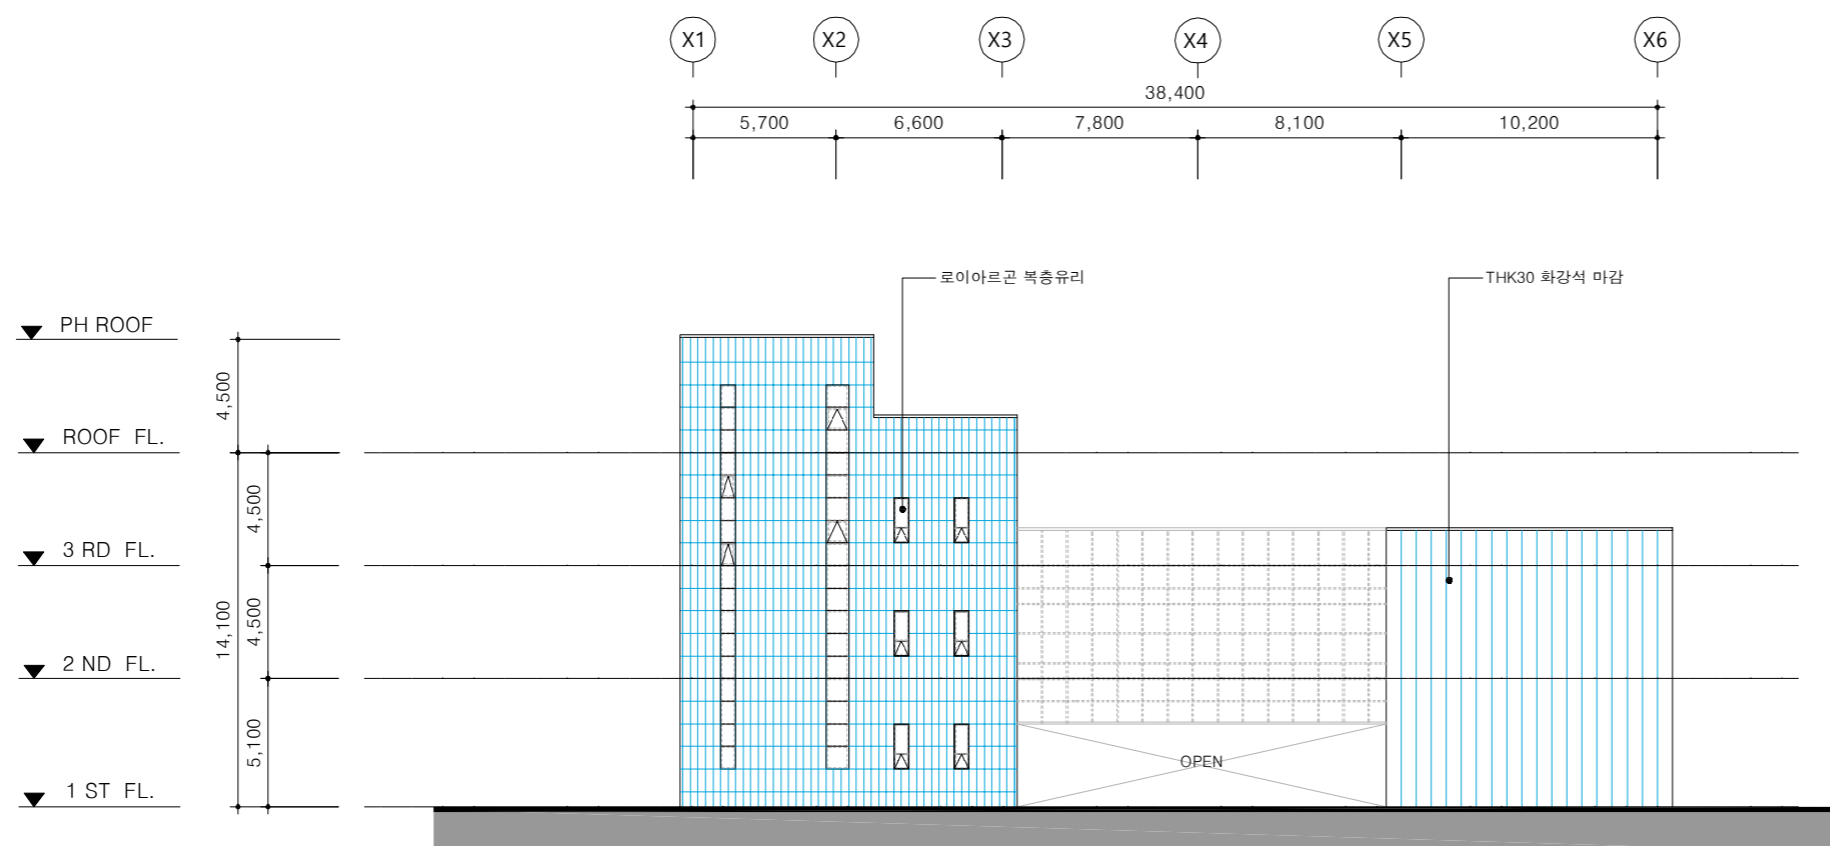 X1 X2 X3 X4 X5 X6
38,400
5,700 6,600 7,800 8,100 10,200
로이아르곤 복층유리 THK30 화강석 마감
PH ROOF
4,500
ROOF FL.
4,500
3 RD FL.
14,100
4,500
2 ND FL.
5,100
OPEN
1 ST FL.